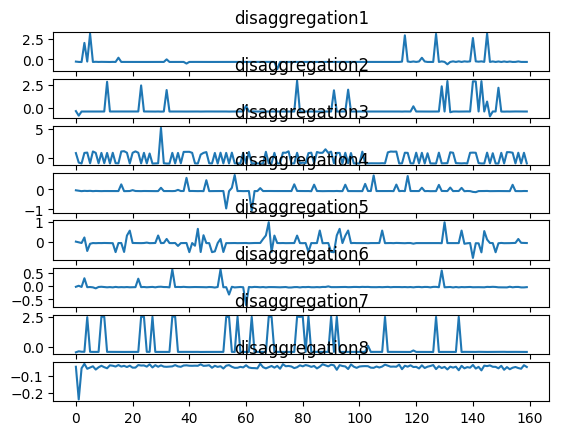 disaggregation1
2.5
0.0
disaggregation2
2.5
0.0
disaggregation3
5
0
disaggregation4
0
−1
disaggregation5
1
0
disaggregation6
0.5
0.0
−0.5
disaggregation7
2.5
0.0
disaggregation8
−0.1
−0.2
0 20 40 60 80 100 120 140 160